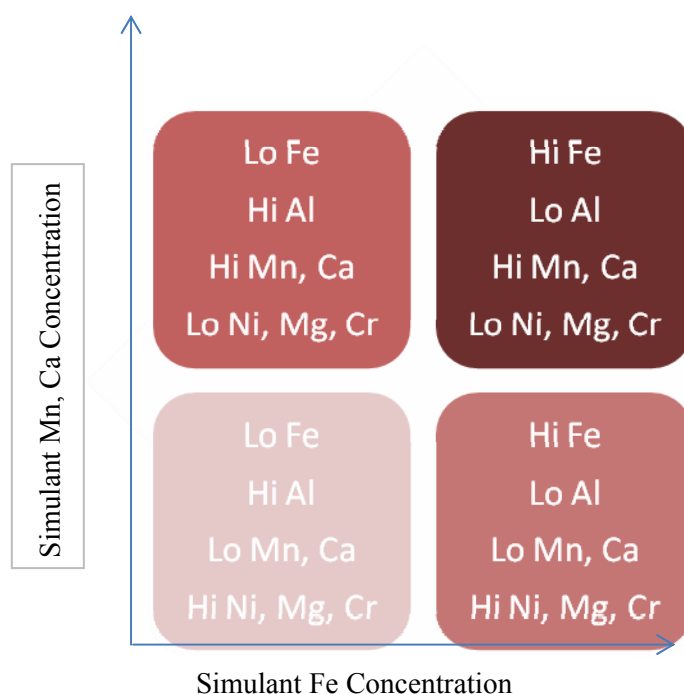 Simulant Mn, Ca Concentration
Lo Fe
Hi Al
Hi Mn, Ca
Lo Ni, Mg, Cr
Hi Fe
Lo Al
Hi Mn, Ca
Lo Ni, Mg, Cr
Lo Fe
Hi Al
Lo Mn, Ca
Hi Ni, Mg, Cr
Hi Fe
Lo Al
Lo Mn, Ca
Hi Ni, Mg, Cr
Simulant Fe Concentration